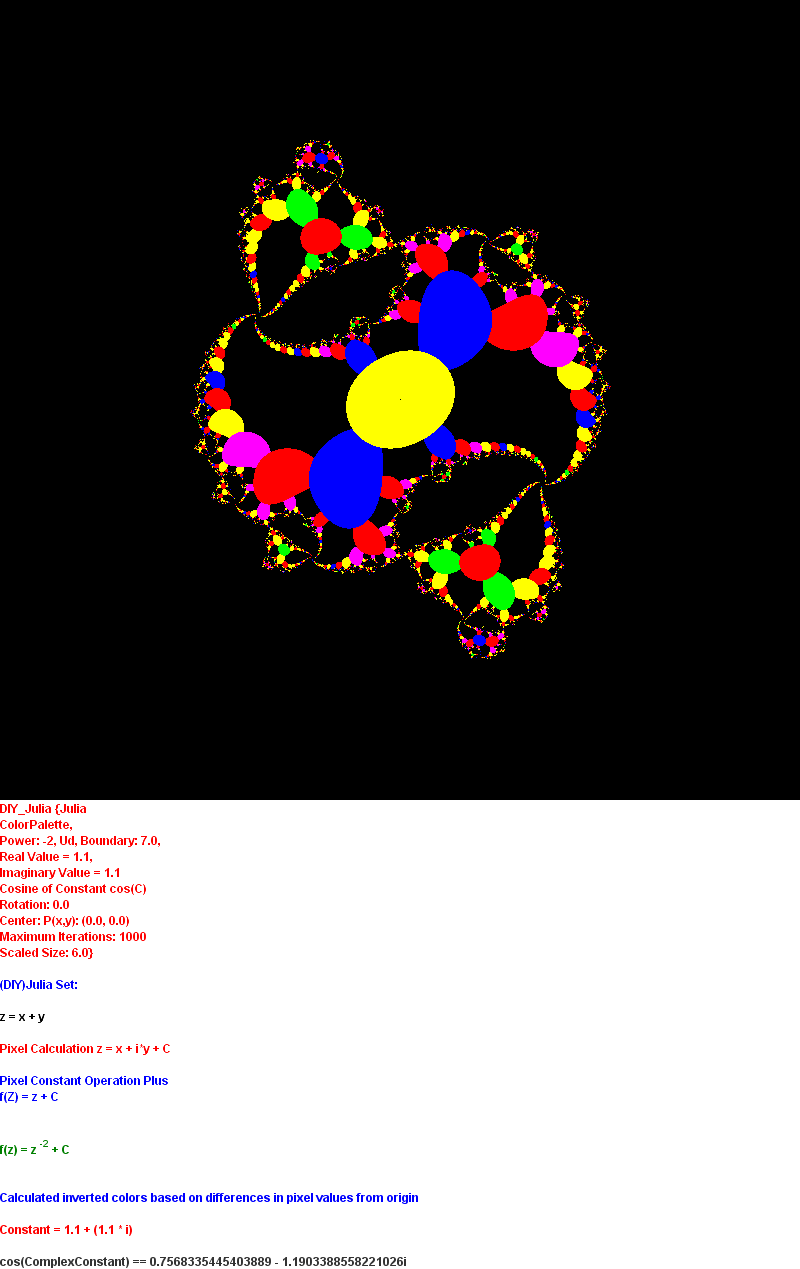 DIY_Julia {Julia
ColorPalette,
Power: -2, Ud, Boundary: 7.0,
Real Value = 1.1,
Imaginary Value = 1.1
Cosine of Constant cos(C)
Rotation: 0.0
Center: P(x,y): (0.0, 0.0)
Maximum Iterations: 1000
Scaled Size: 6.0}
(DIY)Julia Set:
z = x + y
Pixel Calculation z = x + i*y + C
Pixel Constant Operation Plus
f(Z) = z + C
f(z) = z -2 + C
Calculated inverted colors based on differences in pixel values from origin
Constant = 1.1 + (1.1 * i)
cos(ComplexConstant) == 0.7568335445403889 - 1.1903388558221026i